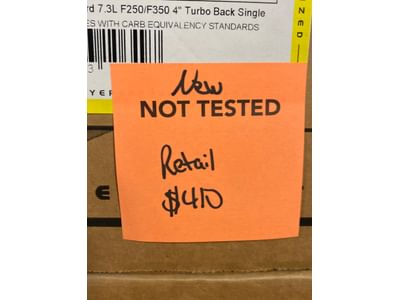 rd 7.3L F250/F350 4" Turbo Back Single
ES WITH CARB EQUIVALENCY STANDARDS
3
New
NOT TESTED
Retail
$410